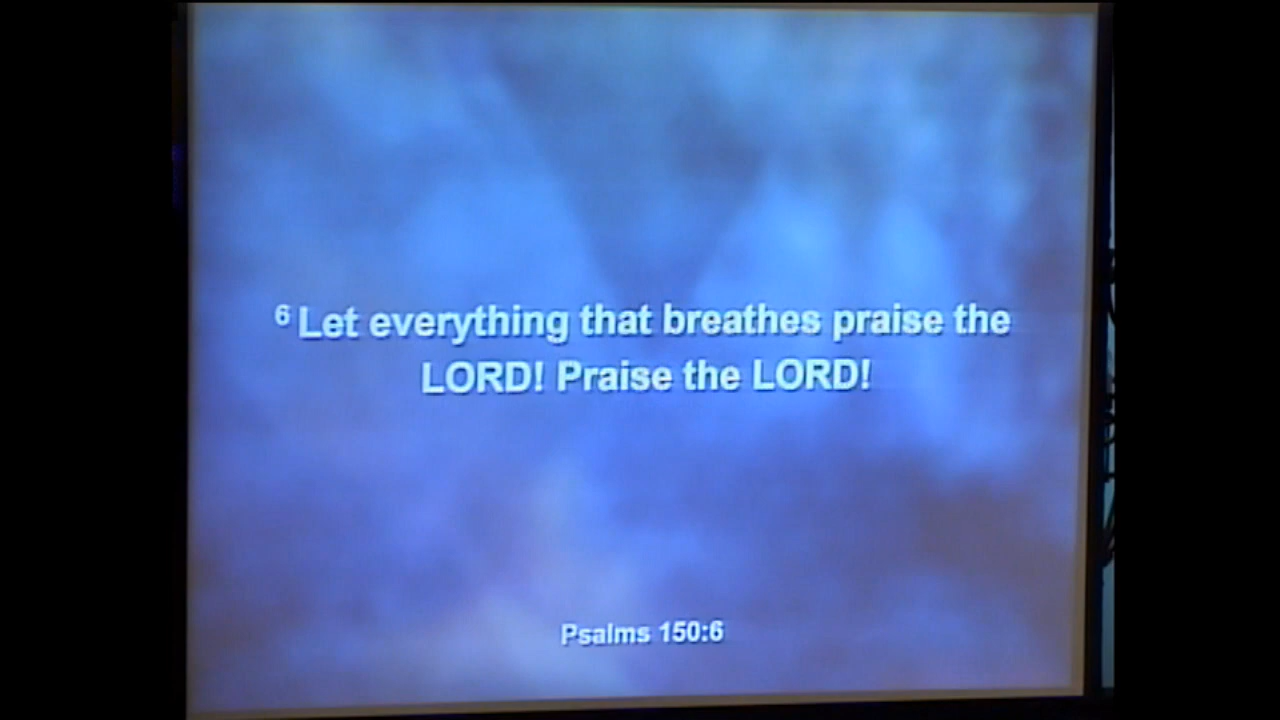 6 Let everything that breathes praise the
LORD! Praise the LORD!
Psalms 150:6